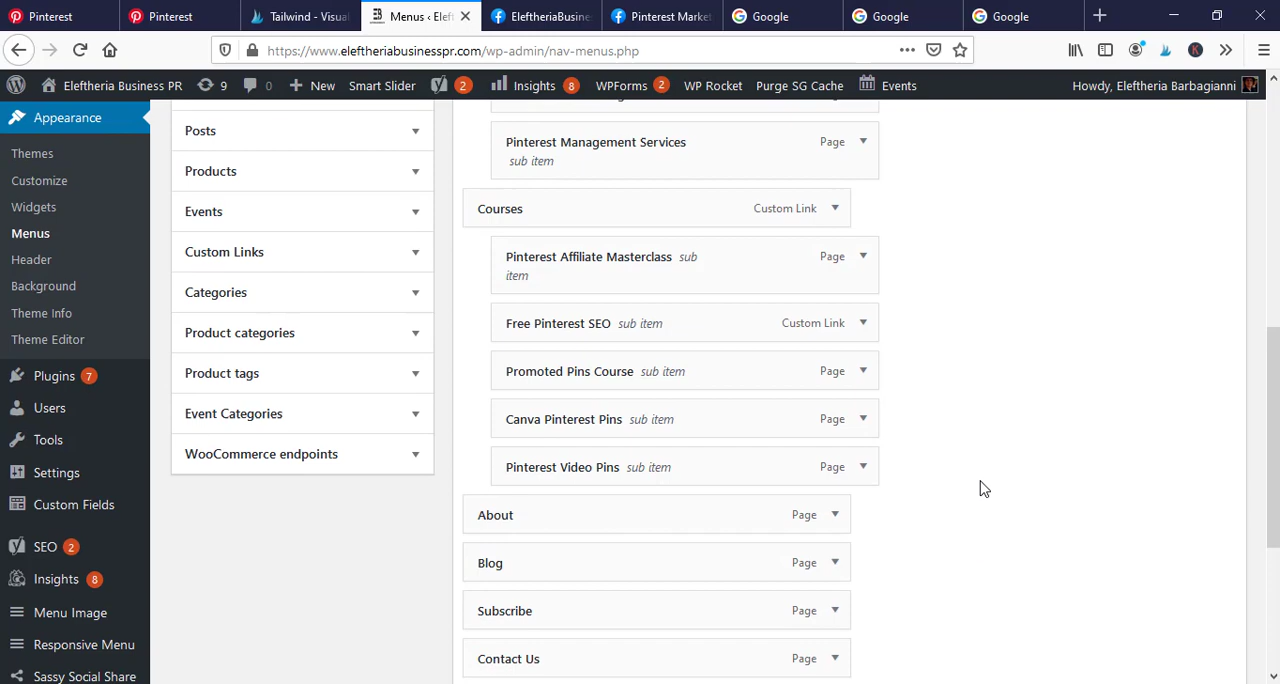 Pinterest
Pinterest
Tailwind - Visual
Menus ‹ Elef
EleftheriaBusine
Pinterest Market
Google
Google
Google
https://www.eleftheriabusinesspr.com/wp-admin/nav-menus.php
Eleftheria Business PR 9 0 New Smart Slider 2 Insights 8 WPForms 2 WP Rocket Purge SG Cache Events Howdy, Eleftheria Barbagianni
Appearance
Themes
Customize
Widgets
Menus
Header
Background
Theme Info
Theme Editor
Plugins 7
Users
Tools
Settings
Custom Fields
SEO 2
Insights 8
Menu Image
Responsive Menu
Sassy Social Share
Posts
Products
Events
Custom Links
Categories
Product categories
Product tags
Event Categories
WooCommerce endpoints
Pinterest Management Services Page
sub item
Courses Custom Link
Pinterest Affiliate Masterclass sub Page
item
Free Pinterest SEO sub item Custom Link
Promoted Pins Course sub item Page
Canva Pinterest Pins sub item Page
Pinterest Video Pins sub item Page
About Page
Blog Page
Subscribe Page
Contact Us Page